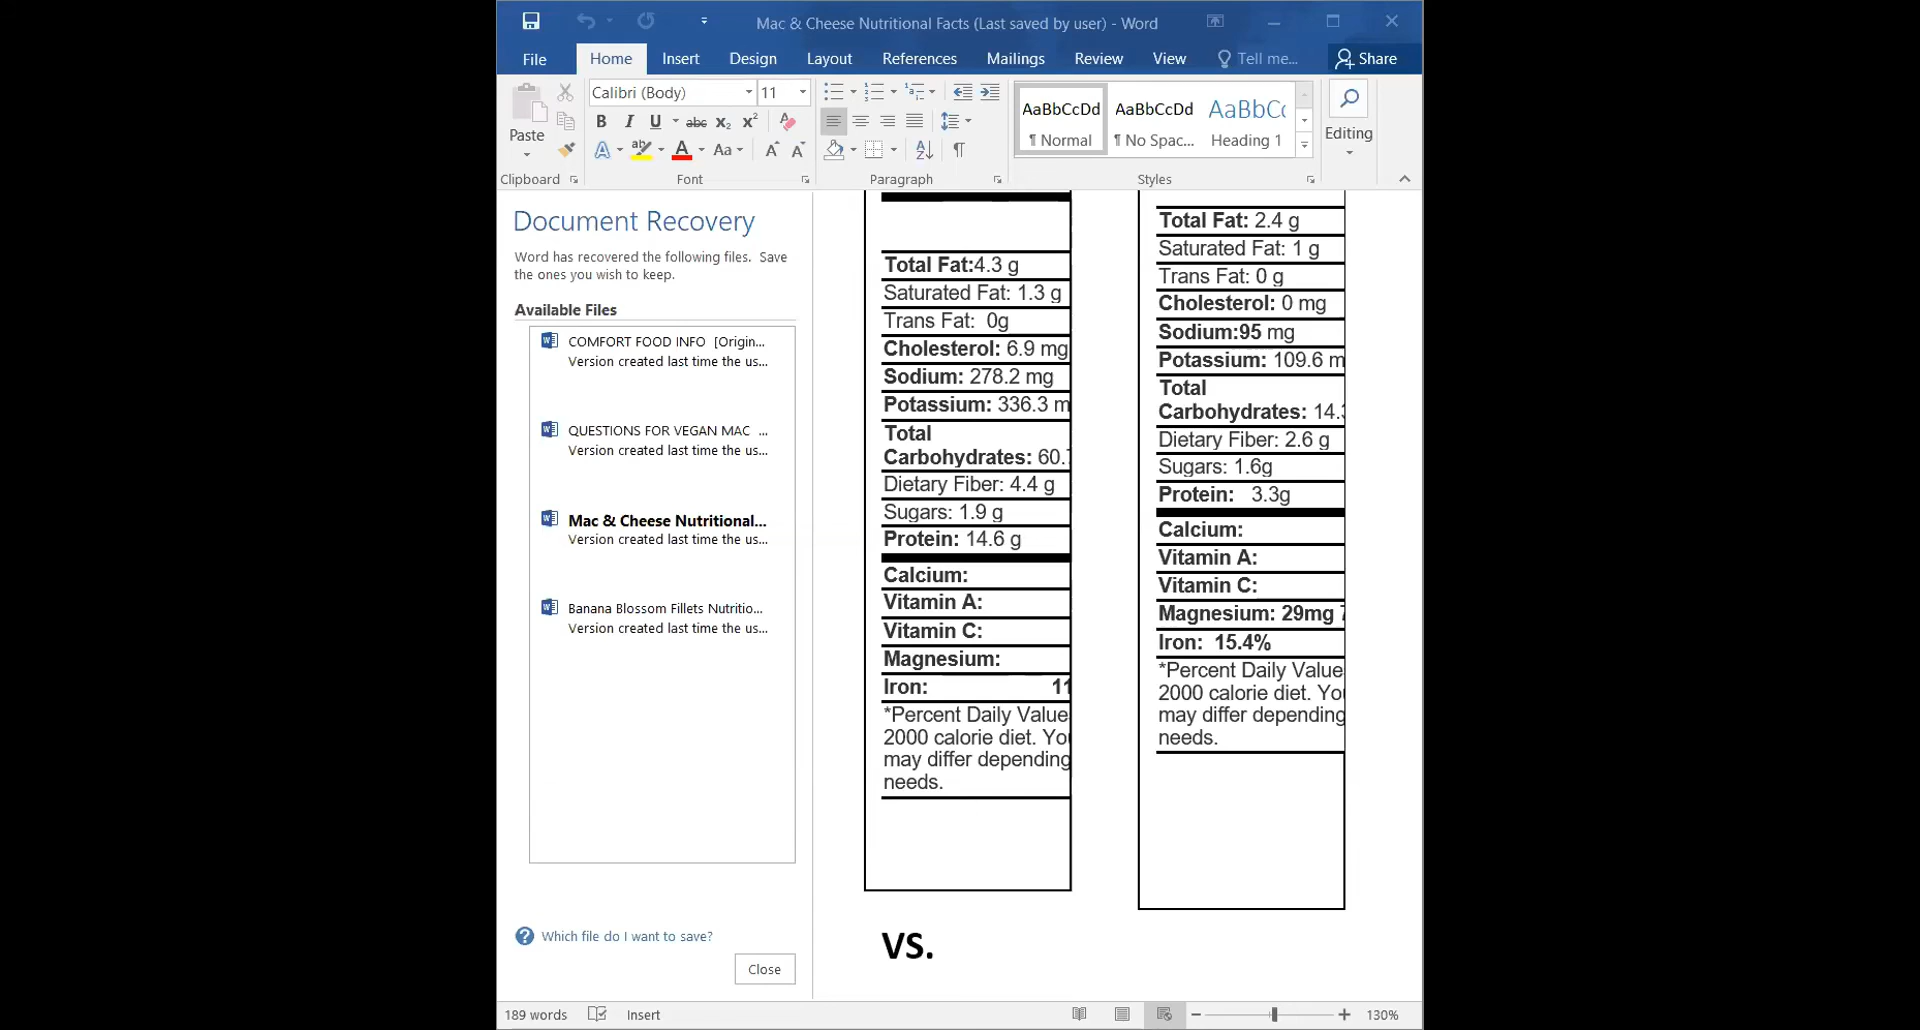 Mac & Cheese Nutritional Facts (Last saved by user) - Word
File Home Insert Design Layout References Mailings Review View Tell me... Share
Paste
Clipboard
Calibri (Body) 11
B I U abc x₂ x²
A ab A Aa A A
Font
Paragraph
AaBbCcDd AaBbCcDd AaBbCc
¶ Normal ¶ No Spac... Heading 1
Styles
Editing
Document Recovery
Word has recovered the following files. Save
the ones you wish to keep.
Available Files
COMFORT FOOD INFO [Origin...
Version created last time the us...
QUESTIONS FOR VEGAN MAC ...
Version created last time the us...
Mac & Cheese Nutritional...
Version created last time the us...
Banana Blossom Fillets Nutritio...
Version created last time the us...
Which file do I want to save?
Close
Total Fat:4.3 g
Saturated Fat: 1.3 g
Trans Fat: 0g
Cholesterol: 6.9 mg
Sodium: 278.2 mg
Potassium: 336.3 m
Total
Carbohydrates: 60.
Dietary Fiber: 4.4 g
Sugars: 1.9 g
Protein: 14.6 g
Calcium:
Vitamin A:
Vitamin C:
Magnesium:
Iron: 11
*Percent Daily Value
2000 calorie diet. You
may differ depending
needs.
Total Fat: 2.4 g
Saturated Fat: 1 g
Trans Fat: 0 g
Cholesterol: 0 mg
Sodium:95 mg
Potassium: 109.6 m
Total
Carbohydrates: 14.
Dietary Fiber: 2.6 g
Sugars: 1.6g
Protein: 3.3g
Calcium:
Vitamin A:
Vitamin C:
Magnesium: 29mg 7
Iron: 15.4%
*Percent Daily Value
2000 calorie diet. You
may differ depending
needs.
VS.
189 words Insert 130%